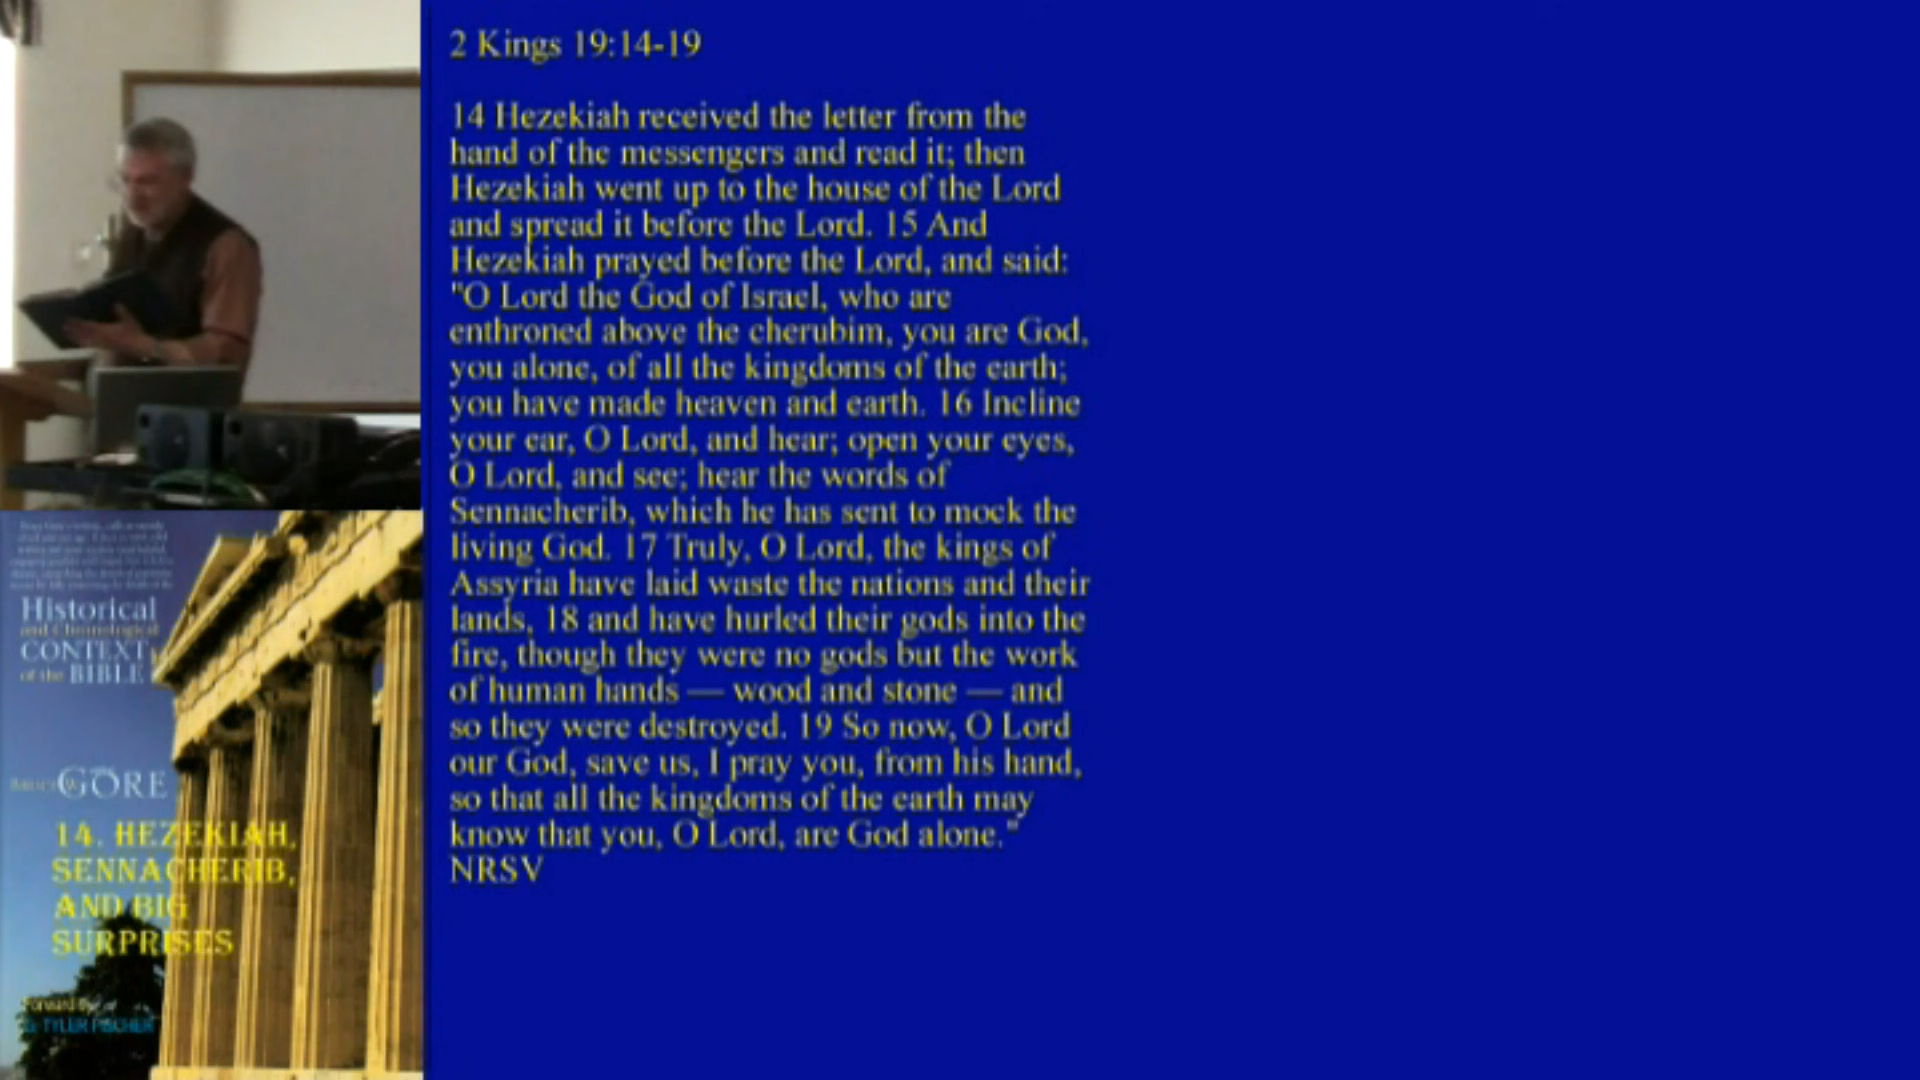 2 Kings 19:14-19
14 Hezekiah received the letter from the
hand of the messengers and read it; then
Hezekiah went up to the house of the Lord
and spread it before the Lord. 15 And
Hezekiah prayed before the Lord, and said:
"O Lord the God of Israel, who are
enthroned above the cherubim, you are God,
you alone, of all the kingdoms of the earth;
you have made heaven and earth. 16 Incline
your ear, O Lord, and hear; open your eyes,
O Lord, and see; hear the words of
Sennacherib, which he has sent to mock the
living God. 17 Truly, O Lord, the kings of
Assyria have laid waste the nations and their
lands, 18 and have hurled their gods into the
fire, though they were no gods but the work
of human hands — wood and stone — and
so they were destroyed. 19 So now, O Lord
our God, save us, I pray you, from his hand,
so that all the kingdoms of the earth may
know that you, O Lord, are God alone."
NRSV
Historical
and Chronological
CONTEXT
of the BIBLE
GORE
14. HEZEKIAH,
SENNACHERIB,
AND BIG
SURPRISES
Forward By
TYLER FISCHER